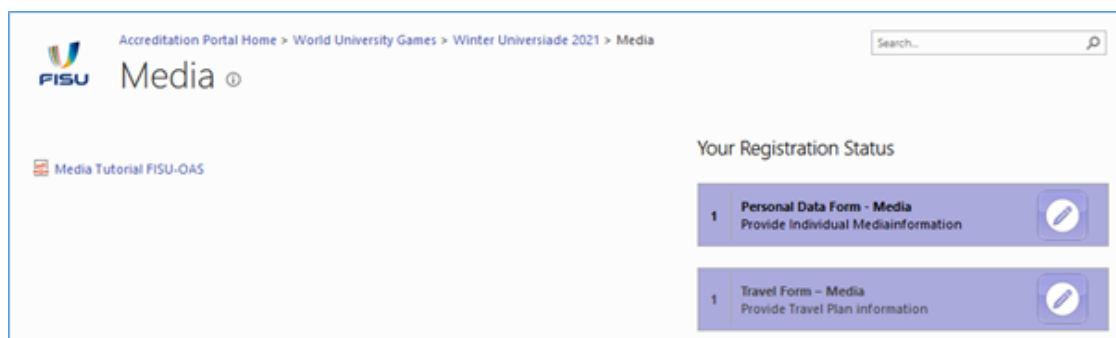 Accreditation Portal Home > World University Games > Winter Universiade 2021 > Media
Search...
FISU
Media
Media Tutorial FISU-OAS
Your Registration Status
1
Personal Data Form - Media
Provide Individual Mediainformation
1
Travel Form – Media
Provide Travel Plan information